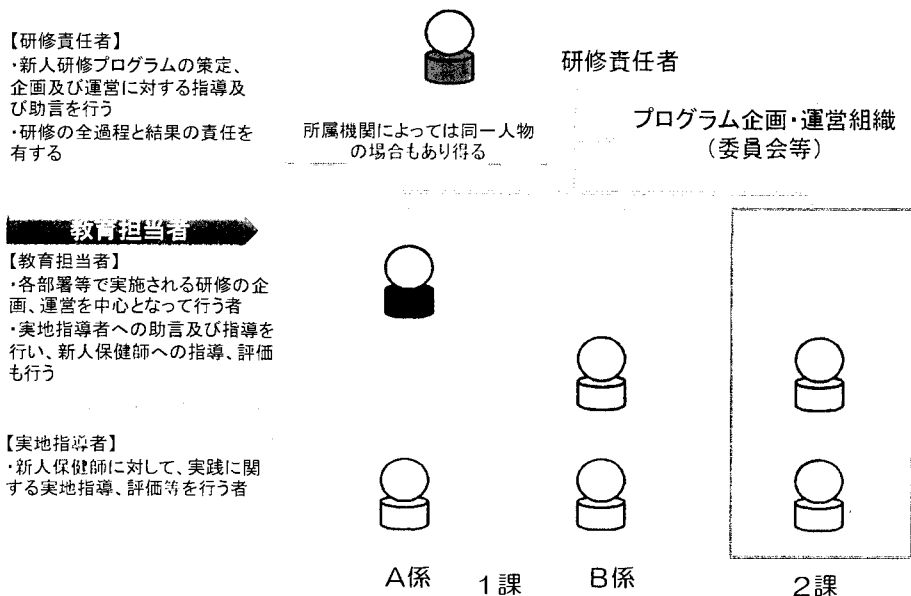 【研修責任者】
・新人研修プログラムの策定、
企画及び運営に対する指導及
び助言を行う
・研修の全過程と結果の責任を
有する
研修責任者
所属機関によっては同一人物
の場合もあり得る
プログラム企画・運営組織
（委員会等）
教育担当者
【教育担当者】
・各部署等で実施される研修の企
画、運営を中心となって行う者
・実地指導者への助言及び指導を
行い、新人保健師への指導、評価
も行う
【実地指導者】
・新人保健師に対して、実践に関
する実地指導、評価等を行う者
A係
1課
B係
2課